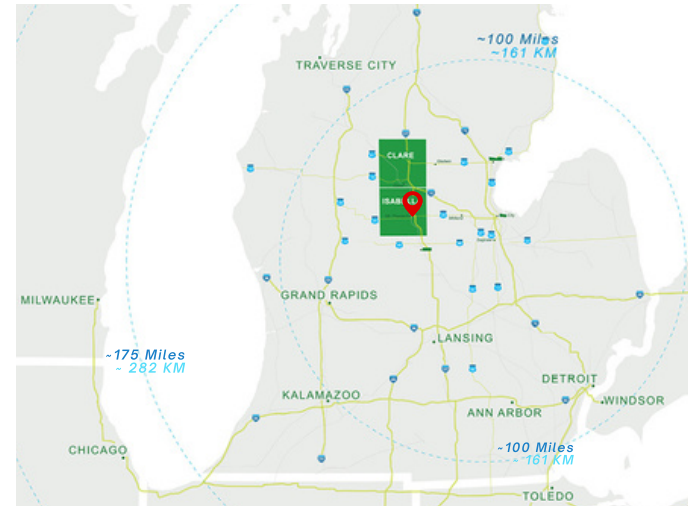 ~100 Miles
~161 KM
TRAVERSE CITY
CLARE
ISABELL
MILWAUKEE
GRAND RAPIDS
LANSING
~175 Miles
~ 282 KM
DETROIT
KALAMAZOO
WINDSOR
ANN ARBOR
CHICAGO
~100 Miles
~ 161 KM
TOLEDO